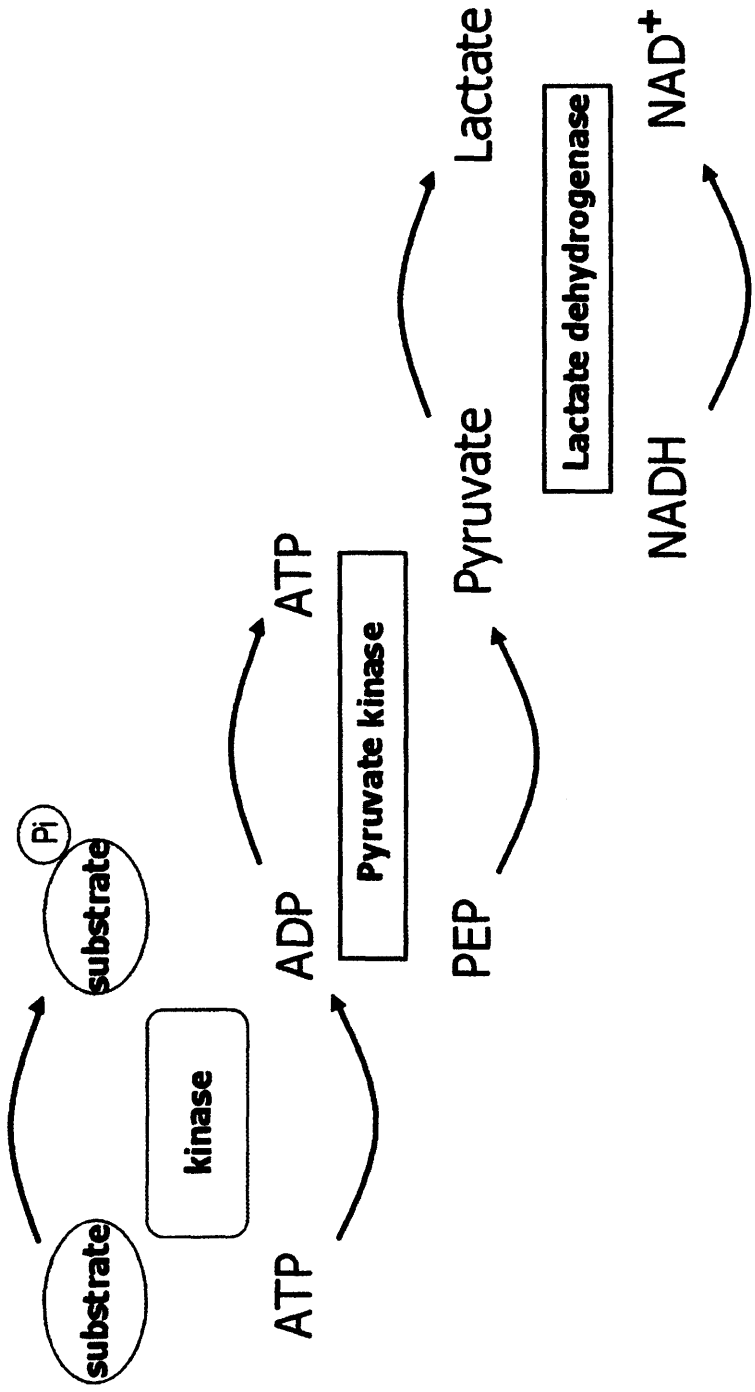 substrate
substrate
Pi
kinase
ATP
ADP
ATP
Pyruvate kinase
PEP
Pyruvate
Lactate
Lactate dehydrogenase
NADH
NAD+